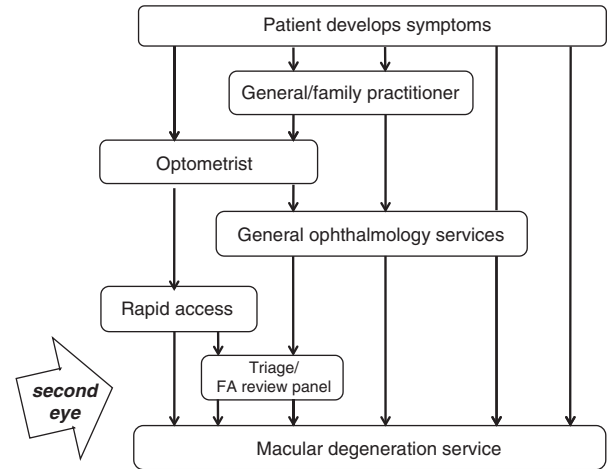 Patient develops symptoms
General/family practitioner
Optometrist
General ophthalmology services
Rapid access
Triage/
FA review panel
second
eye
Macular degeneration service